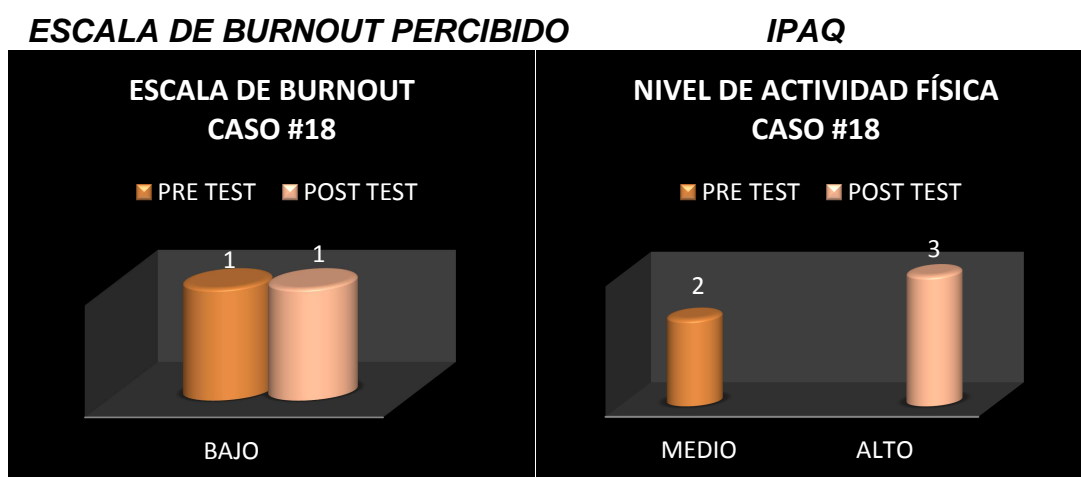 ESCALA DE BURNOUT PERCIBIDO
IPAQ
ESCALA DE BURNOUT
CASO #18
PRE TEST POST TEST
1 1
BAJO
NIVEL DE ACTIVIDAD FÍSICA
CASO #18
PRE TEST POST TEST
2 3
MEDIO ALTO